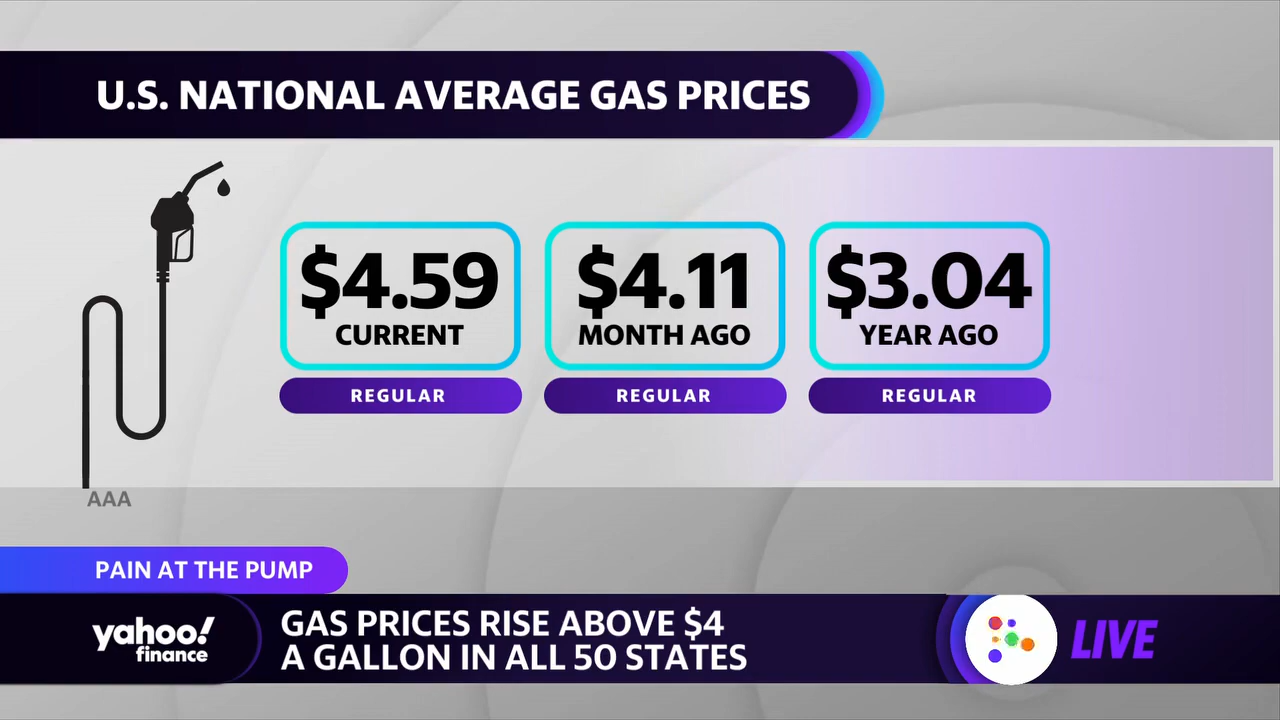 U.S. NATIONAL AVERAGE GAS PRICES
$4.59
CURRENT
REGULAR
$4.11
MONTH AGO
REGULAR
$3.04
YEAR AGO
REGULAR
AAA
PAIN AT THE PUMP
yahoo!
finance
GAS PRICES RISE ABOVE $4
A GALLON IN ALL 50 STATES
LIVE